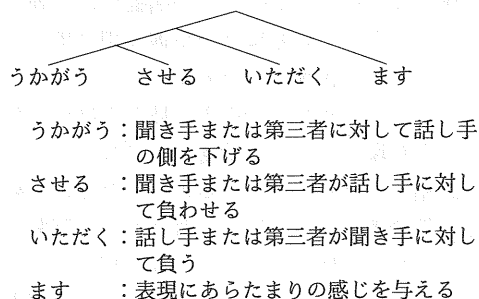 うかがう　させる　いただく　ます
うかがう：聞き手または第三者に対して話し手
の側を下げる
させる　：聞き手または第三者が話し手に対し
て負わせる
いただく：話し手または第三者が聞き手に対し
て負う
ます　　：表現にあらたまりの感じを与える